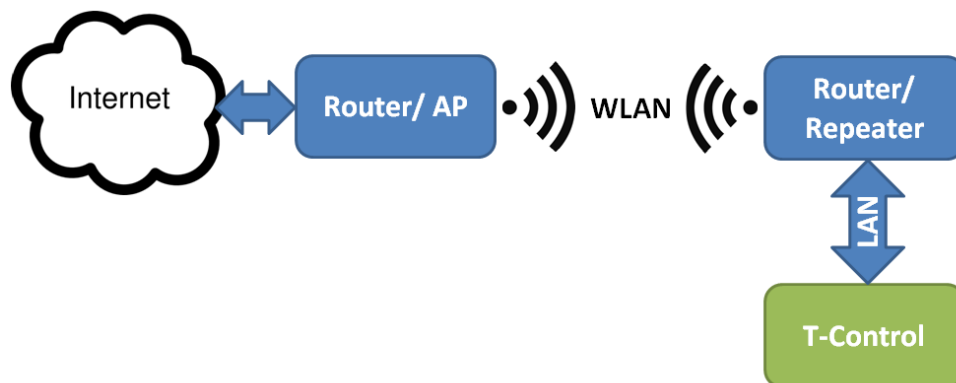 Internet
Router/ AP
WLAN
Router/
Repeater
LAN
T-Control